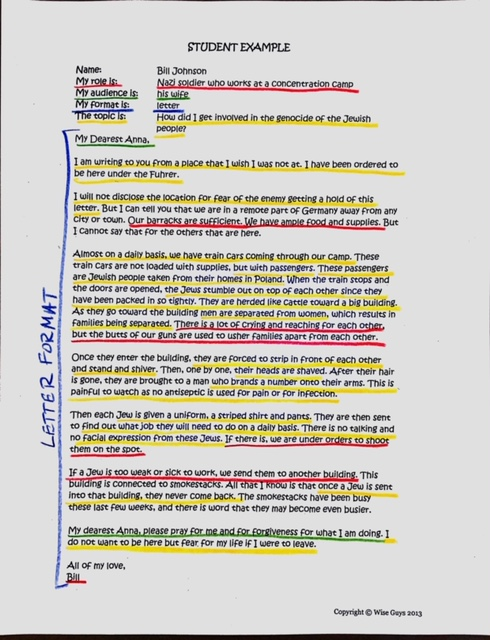 STUDENT EXAMPLE
Name: Bill Johnson
My role is: Nazi soldier who works at a concentration camp
My audience is: his wife
My format is: letter
The topic is: How did I get involved in the genocide of the Jewish
people?
My Dearest Anna,
I am writing to you from a place that I wish I was not at. I have been ordered to
be here under the Fuhrer.
I will not disclose the location for fear of the enemy getting a hold of this
letter. But I can tell you that we are in a remote part of Germany away from any
city or town. Our barracks are sufficient. We have ample food and supplies. But
I cannot say that for the others that are here.
Almost on a daily basis, we have train cars coming through our camp. These
train cars are not loaded with supplies, but with passengers. These passengers
are Jewish people taken from their homes in Poland. When the train stops and
the doors are opened, the Jews stumble out on top of each other since they
have been packed in so tightly. They are herded like cattle toward a big building.
As they go toward the building men are separated from women, which results in
families being separated. There is a lot of crying and reaching for each other,
but the butts of our guns are used to usher families apart from each other.
Once they enter the building, they are forced to strip in front of each other
and stand and shiver. Then, one by one, their heads are shaved. After their hair
is gone, they are brought to a man who brands a number onto their arms. This is
painful to watch as no antiseptic is used for pain or for infection.
Then each Jew is given a uniform, a striped shirt and pants. They are then sent
to find out what job they will need to do on a daily basis. There is no talking and
no facial expression from these Jews. If there is, we are under orders to shoot
them on the spot.
If a Jew is too weak or sick to work, we send them to another building. This
building is connected to smokestacks. All that I know is that once a Jew is sent
into that building, they never come back. The smokestacks have been busy
these last few weeks, and there is word that they may become even busier.
My dearest Anna, please pray for me and for forgiveness for what I am doing. I
do not want to be here but fear for my life if I were to leave.
All of my love,
Bill
LETTER FORMAT
Copyright © Wise Guys 2013